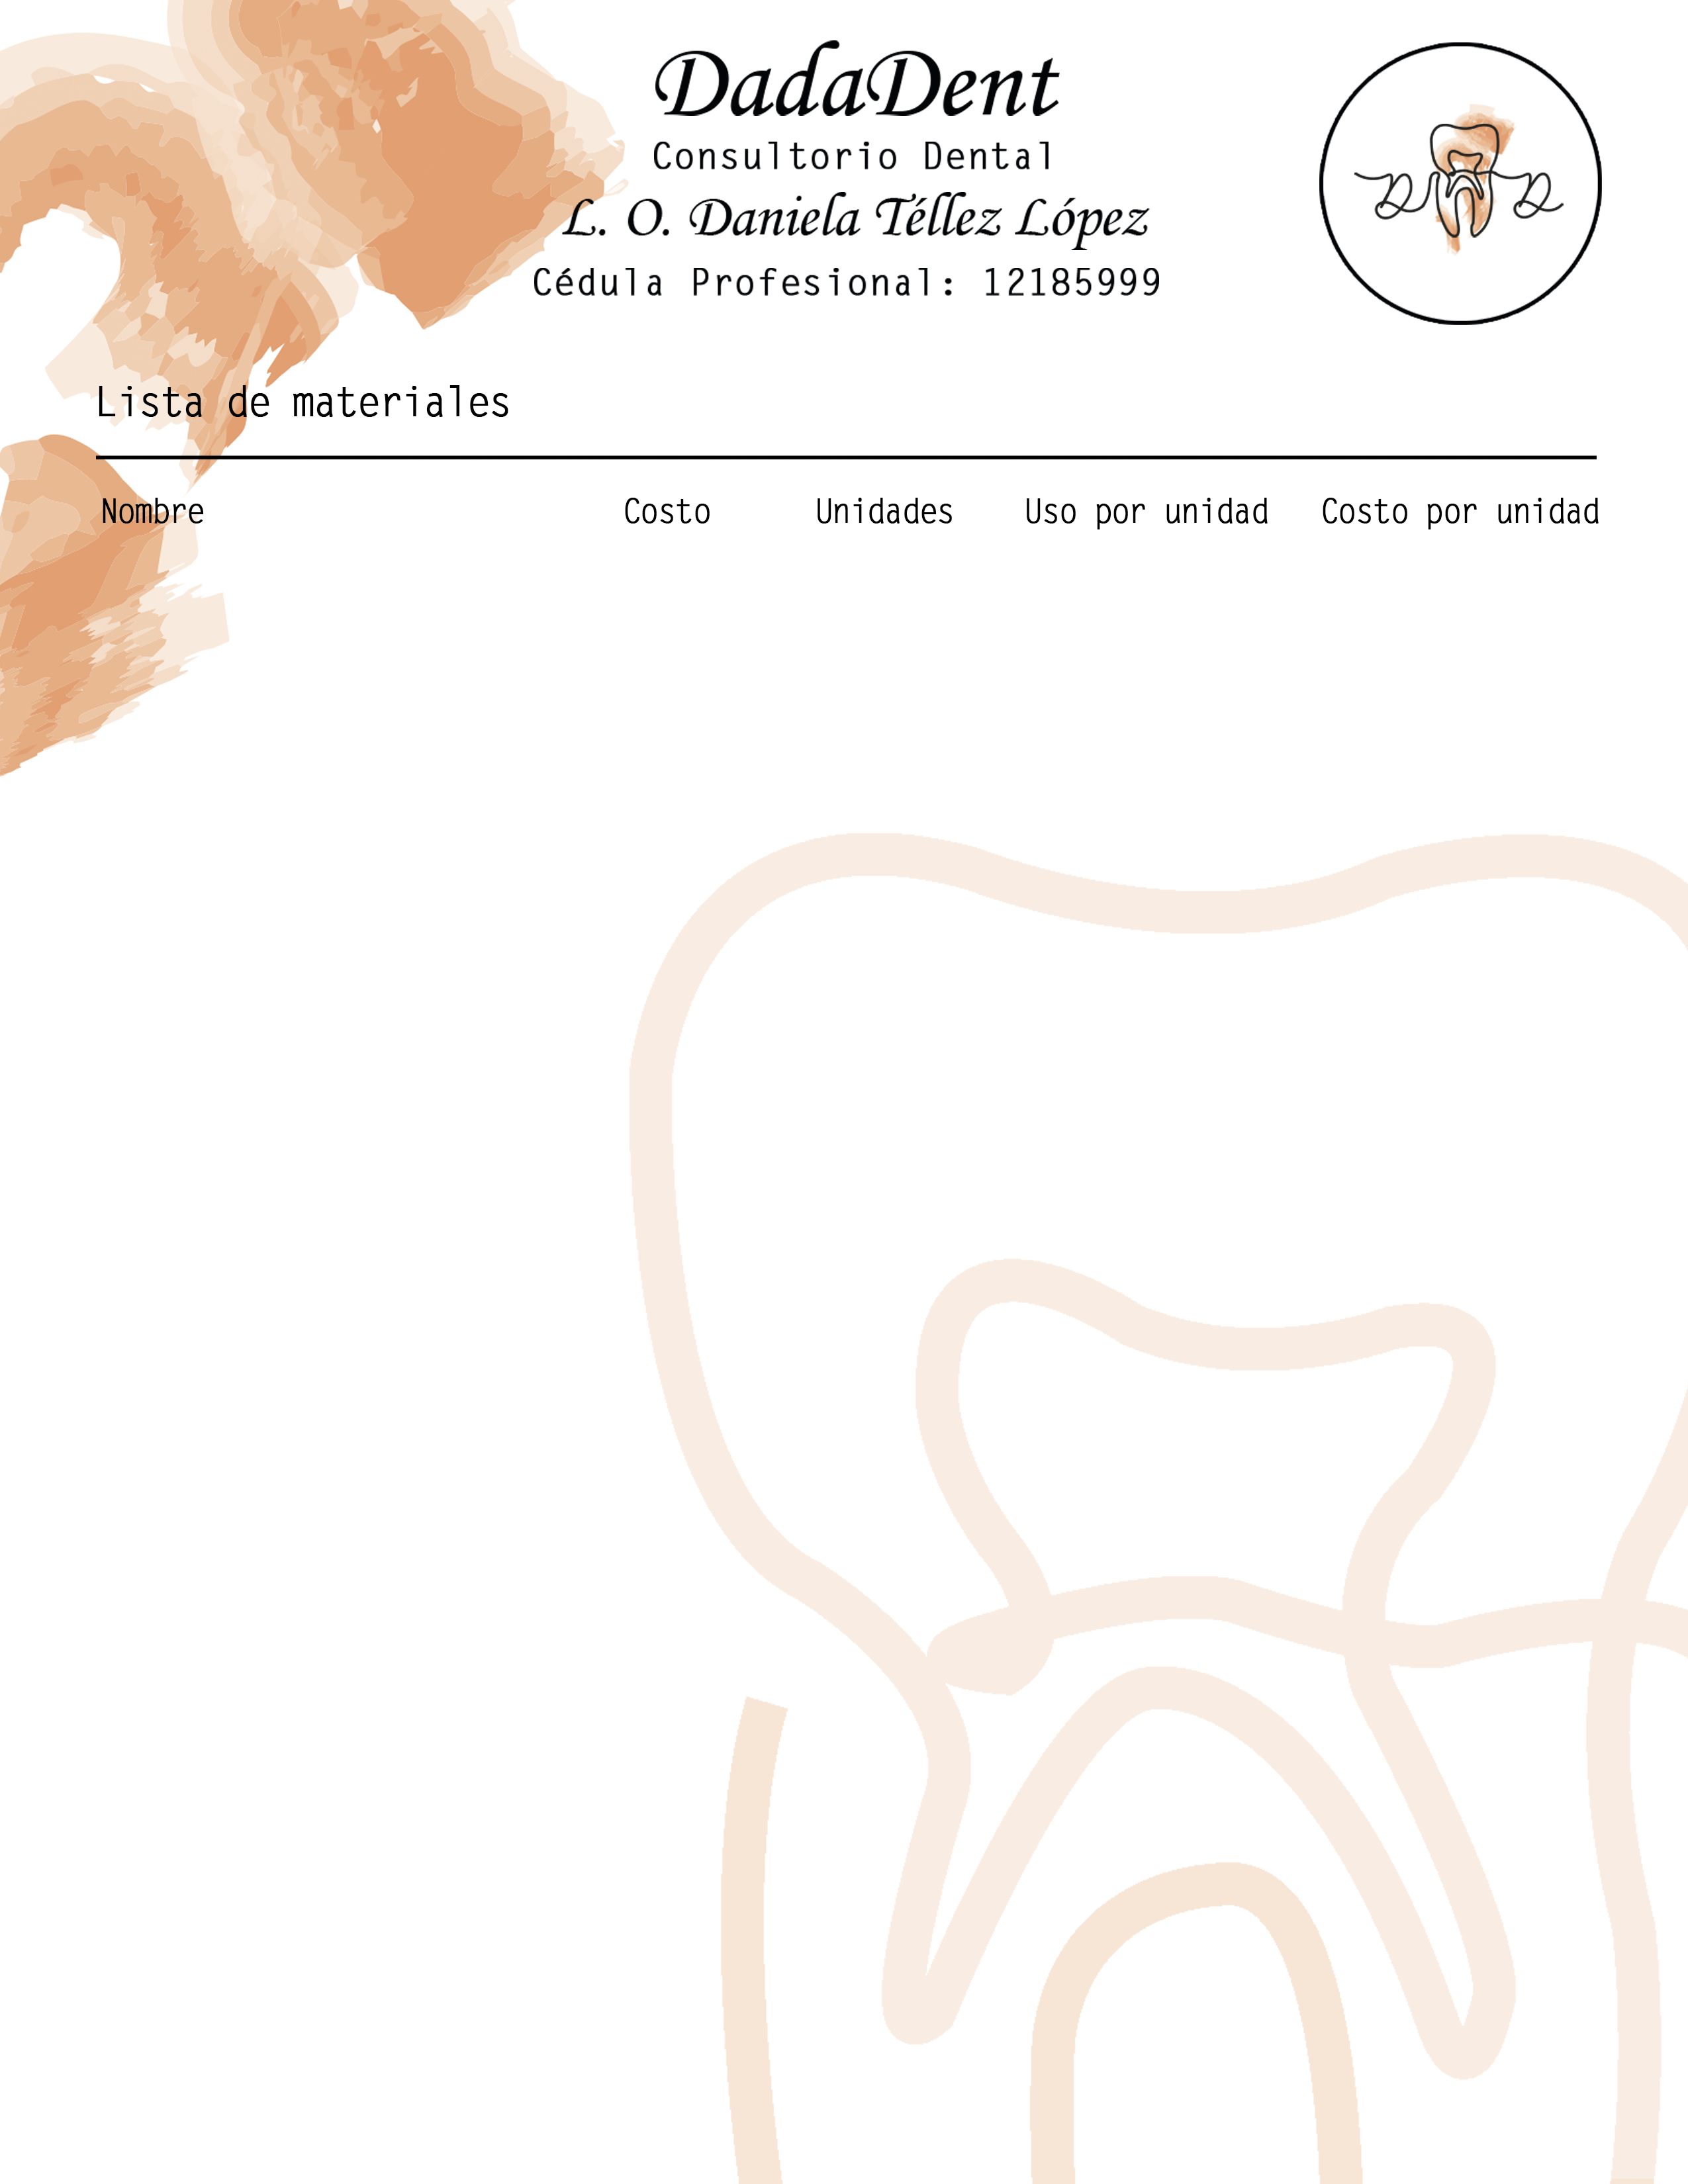 DadaDent
Consultorio Dental
L. O. Daniela Téllez López
Cédula Profesional: 12185999
D D
Lista de materiales
Nombre Costo Unidades Uso por unidad Costo por unidad